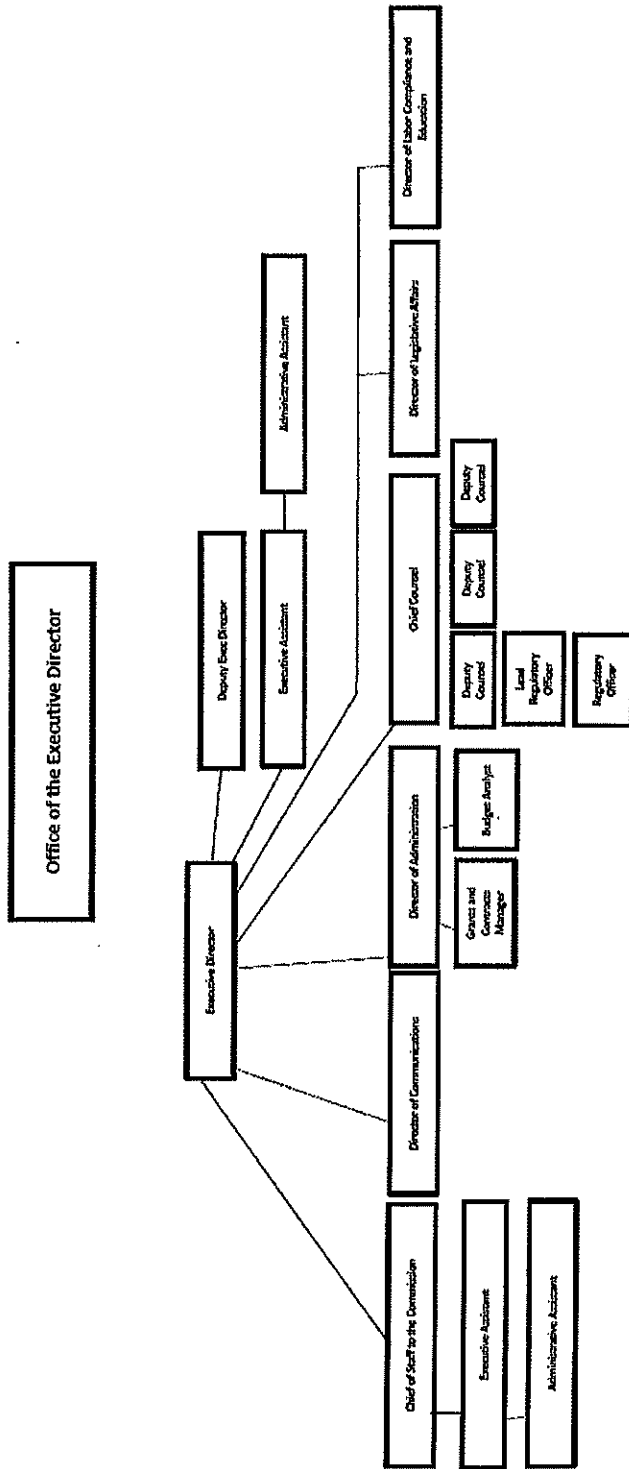 Office of the Executive Director
Executive Director
Deputy Exec Director
Executive Assistant
Administrative Assistant
Chief of Staff to the Commission
Director of Communications
Director of Administration
Chief Counsel
Director of Legislative Affairs
Director of Labor Compliance and
Education
Executive Assistant
Administrative Assistant
Grants and
Contracts
Manager
Budget Analyst
Deputy
Counsel
Deputy
Counsel
Deputy
Counsel
Regulatory
Officer
Regulatory
Officer